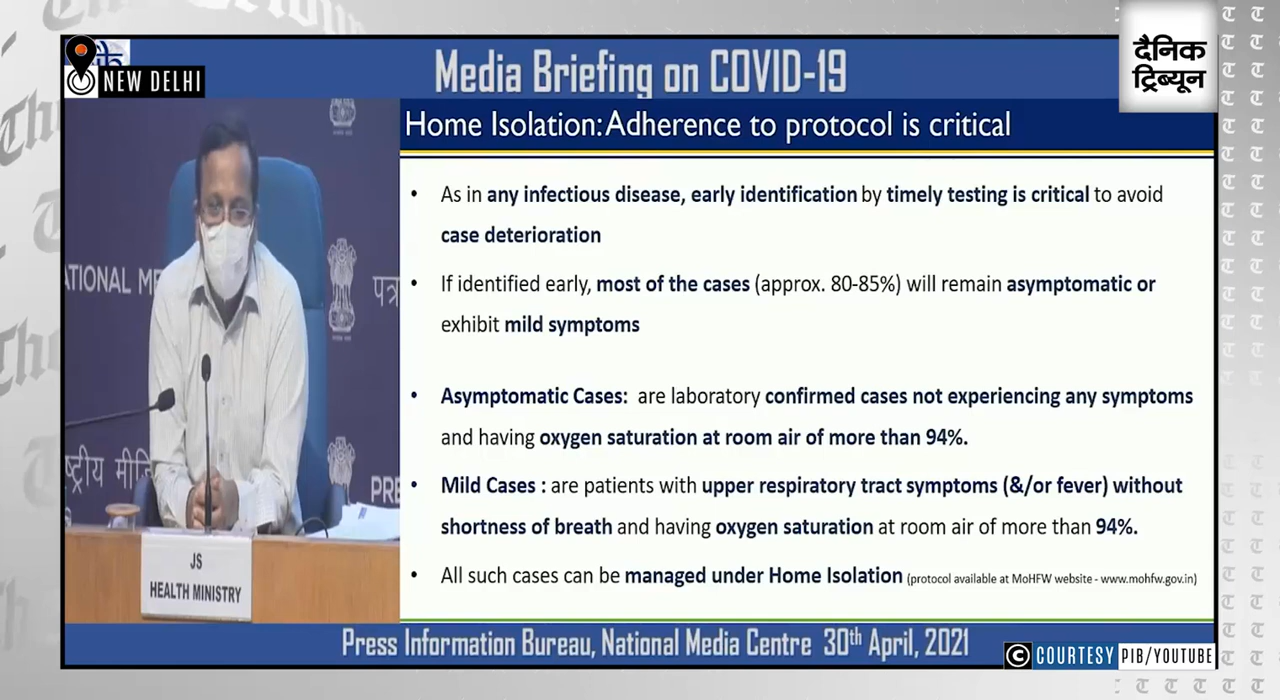 NEW DELHI
Media Briefing on COVID-19
दैनिक
ट्रिब्यून
Home Isolation: Adherence to protocol is critical
• As in any infectious disease, early identification by timely testing is critical to avoid
case deterioration
• If identified early, most of the cases (approx. 80-85%) will remain asymptomatic or
exhibit mild symptoms
• Asymptomatic Cases: are laboratory confirmed cases not experiencing any symptoms
and having oxygen saturation at room air of more than 94%.
• Mild Cases : are patients with upper respiratory tract symptoms (&/or fever) without
shortness of breath and having oxygen saturation at room air of more than 94%.
• All such cases can be managed under Home Isolation (protocol available at MoHFW website - www.mohfw.gov.in)
JS
HEALTH MINISTRY
Press Information Bureau, National Media Centre 30th April, 2021
© COURTESY PIB/YOUTUBE